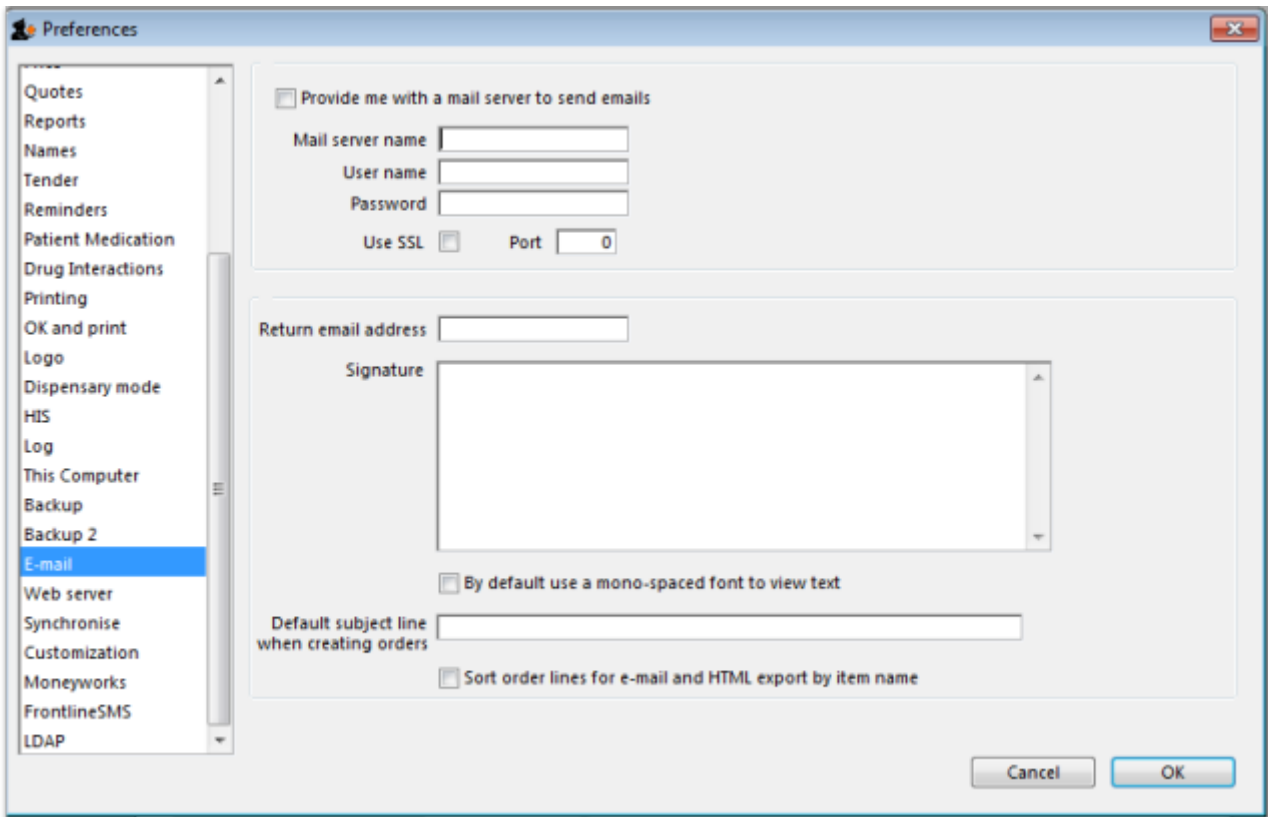 Preferences
Quotes
Reports
Names
Tender
Reminders
Patient Medication
Drug Interactions
Printing
OK and print
Logo
Dispensary mode
HIS
Log
This Computer
Backup
Backup 2
E-mail
Web server
Synchronise
Customization
Moneyworks
FrontlineSMS
LDAP
Provide me with a mail server to send emails
Mail server name
User name
Password
Use SSL Port 0
Return email address
Signature
By default use a mono-spaced font to view text
Default subject line
when creating orders
Sort order lines for e-mail and HTML export by item name
Cancel OK